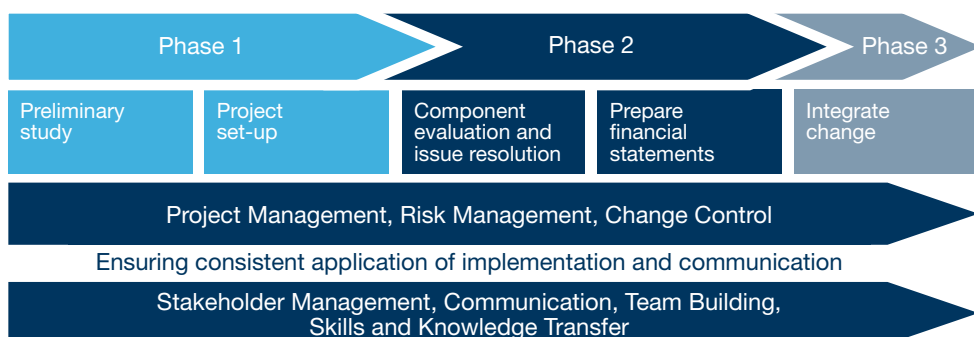 Phase 1
Phase 2
Phase 3
Preliminary
study
Project
set-up
Component
evaluation and
issue resolution
Prepare
financial
statements
Integrate
change
Project Management, Risk Management, Change Control
Ensuring consistent application of implementation and communication
Stakeholder Management, Communication, Team Building,
Skills and Knowledge Transfer